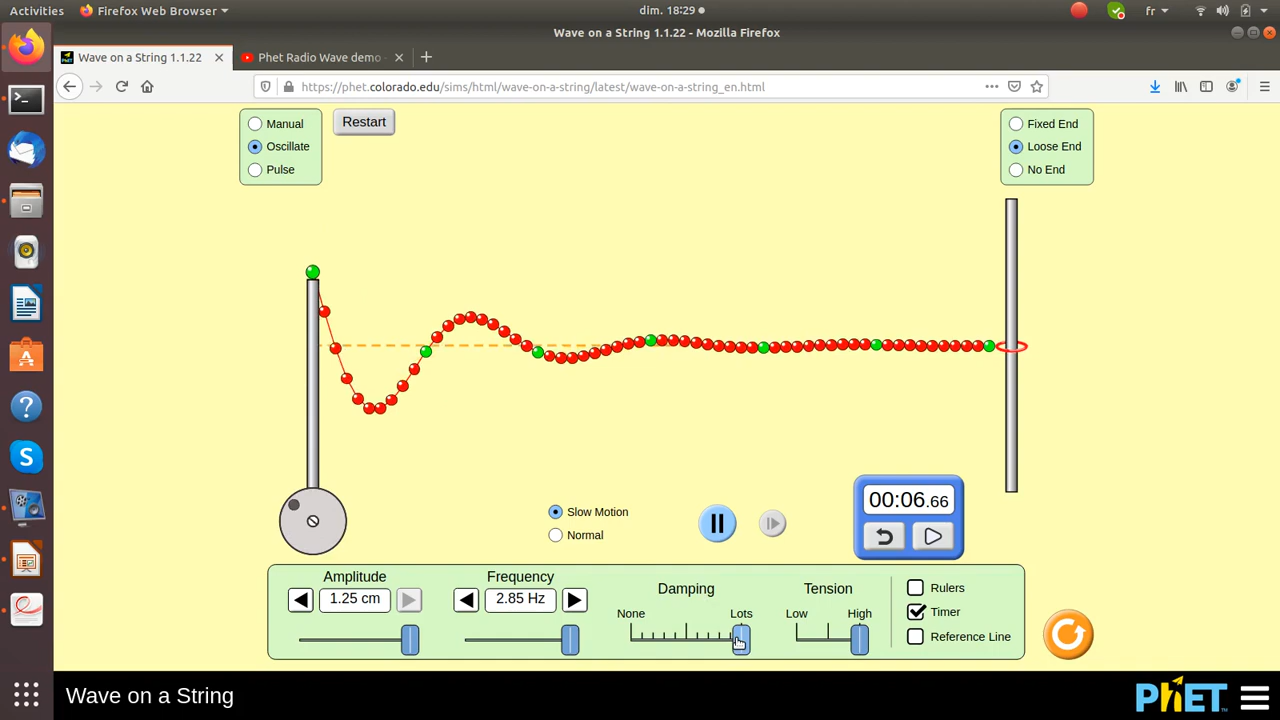 Activities
Firefox Web Browser
dim. 18:29
fr
Wave on a String 1.1.22 - Mozilla Firefox
Wave on a String 1.1.22
Phet Radio Wave demo
https://phet.colorado.edu/sims/html/wave-on-a-string/latest/wave-on-a-string_en.html
Manual
Oscillate
Pulse
Restart
Fixed End
Loose End
No End
Slow Motion
Normal
00:06.66
Amplitude
1.25 cm
Frequency
2.85 Hz
Damping
None
Lots
Tension
Low
High
Rulers
Timer
Reference Line
Wave on a String
PhET